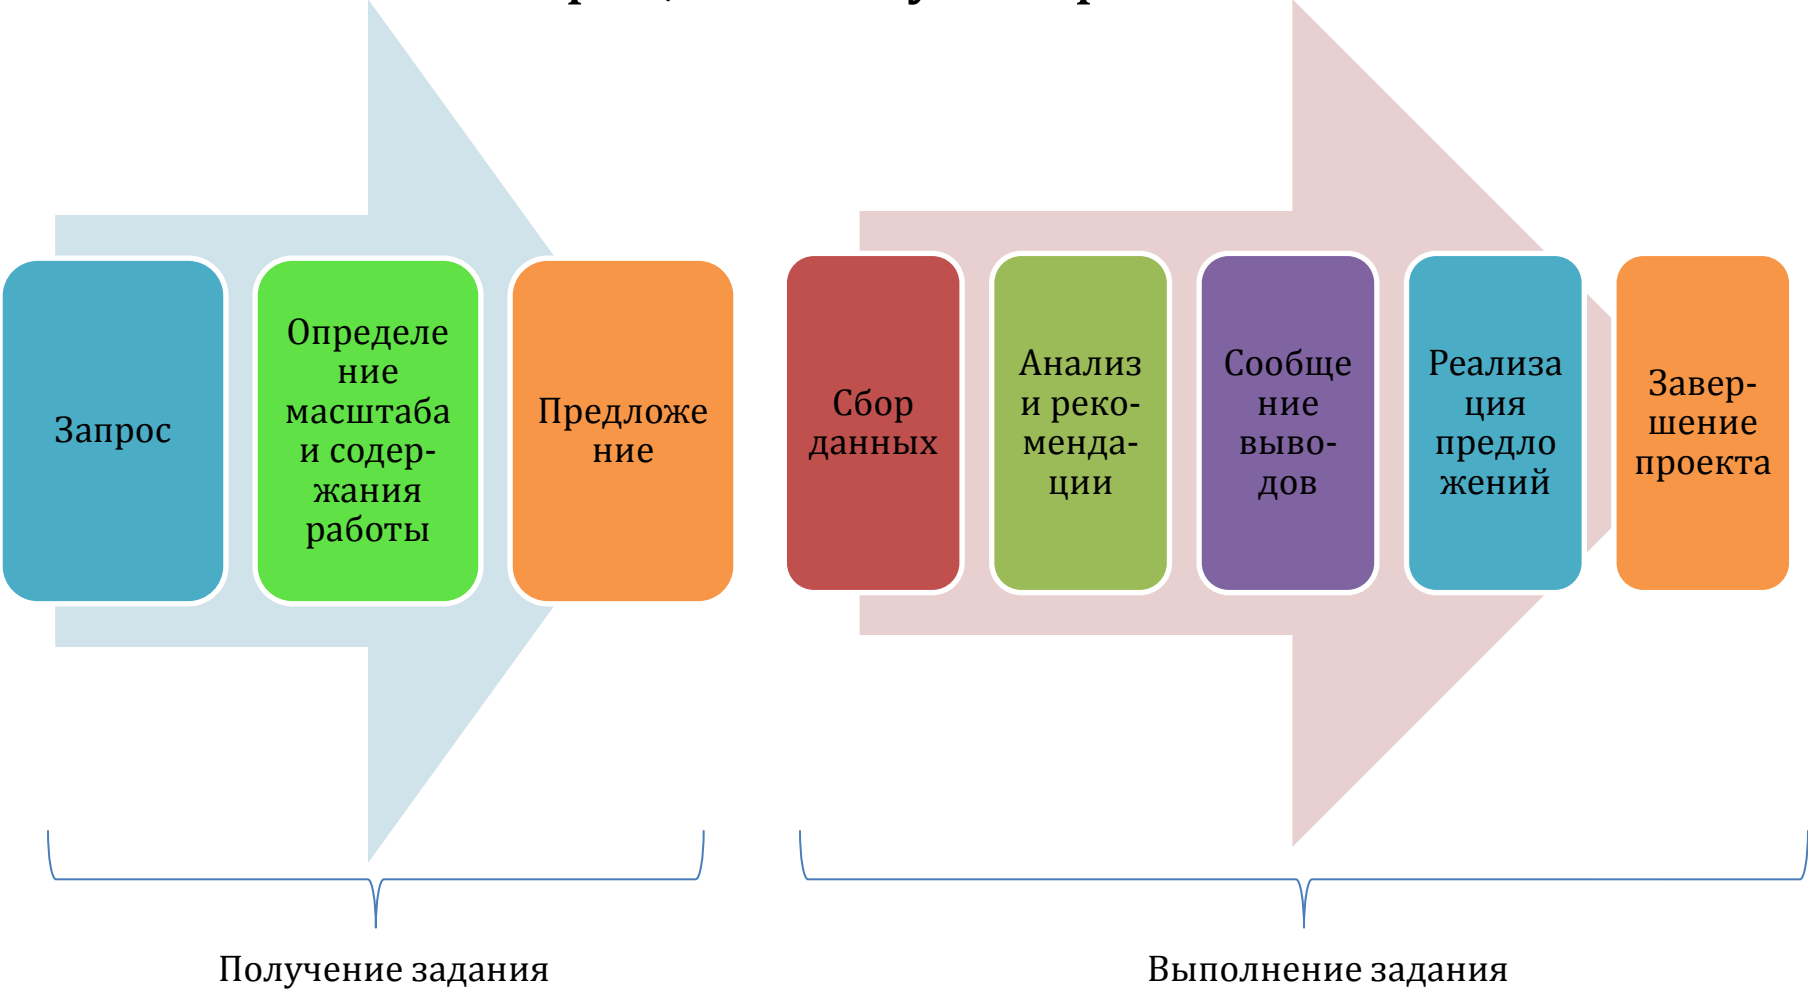 Запрос
Определе
ние
масштаба
и содер-
жания
работы
Предложе
ние
Сбор
данных
Анализ
и реко-
менда-
ции
Сообще
ние
выво-
дов
Реализа
ция
предло
жений
Завер-
шение
проекта
Получение задания
Выполнение задания